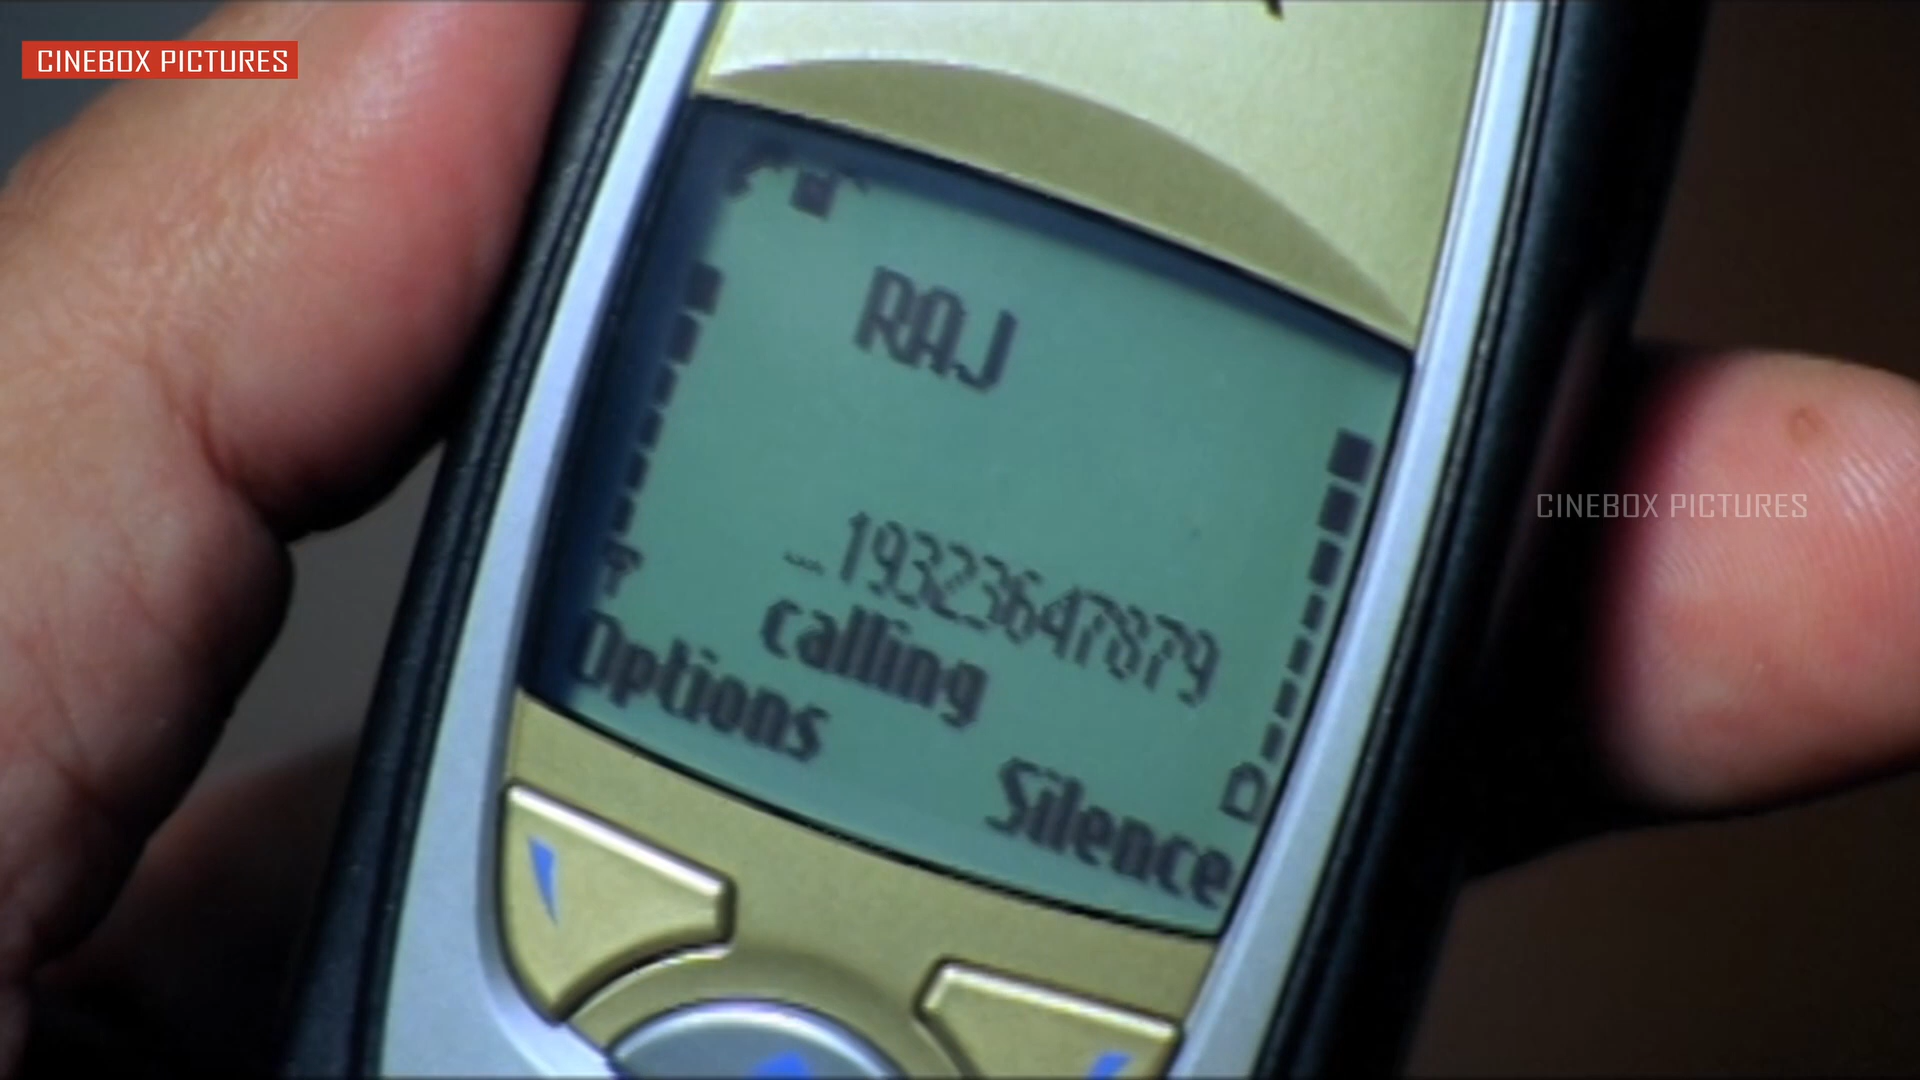 CINEBOX PICTURES
RAJ
...19323647879
calling
Options
Silence
CINEBOX PICTURES